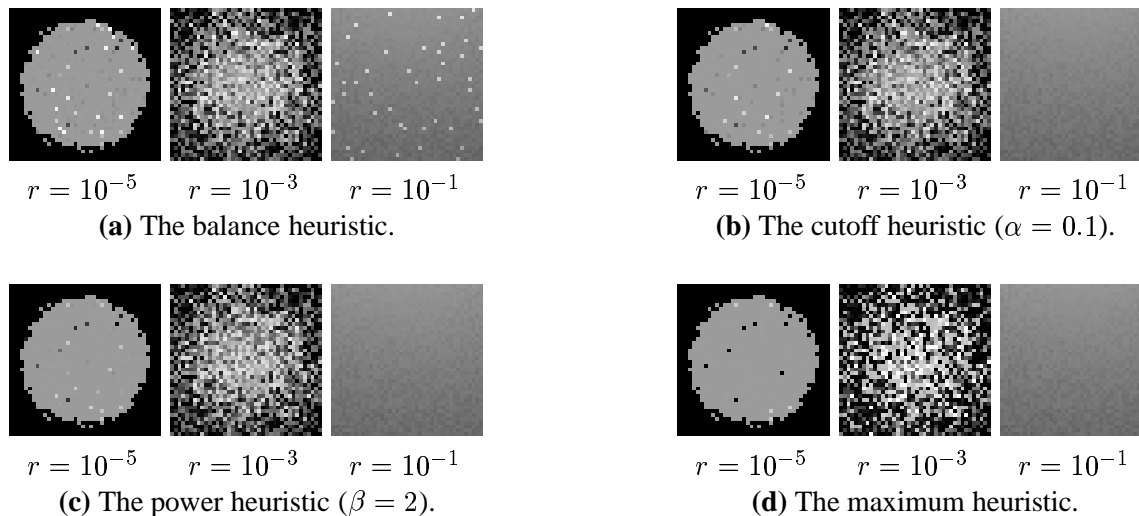 r = 10⁻⁵ r = 10⁻³ r = 10⁻¹
(a) The balance heuristic.
r = 10⁻⁵ r = 10⁻³ r = 10⁻¹
(b) The cutoff heuristic (α = 0.1).
r = 10⁻⁵ r = 10⁻³ r = 10⁻¹
(c) The power heuristic (β = 2).
r = 10⁻⁵ r = 10⁻³ r = 10⁻¹
(d) The maximum heuristic.